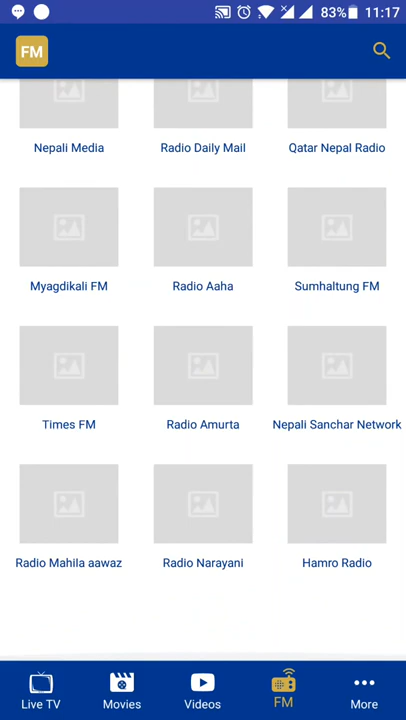 83% 11:17
FM
Nepali Media Radio Daily Mail Qatar Nepal Radio
Myagdikali FM Radio Aaha Sumhaltung FM
Times FM Radio Amurta Nepali Sanchar Network
Radio Mahila aawaz Radio Narayani Hamro Radio
Live TV Movies Videos FM More